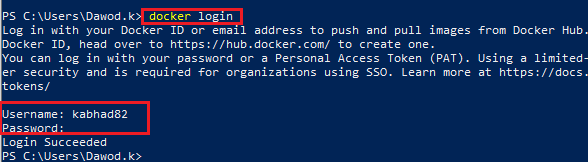 PS C:\Users\Dawod.k> docker login
Log in with your Docker ID or email address to push and pull images from Docker Hub.
Docker ID, head over to https://hub.docker.com/ to create one.
You can log in with your password or a Personal Access Token (PAT). Using a limited-
er security and is required for organizations using SSO. Learn more at https://docs.
tokens/
Username: kabhad82
Password:
Login Succeeded
PS C:\Users\Dawod.k>